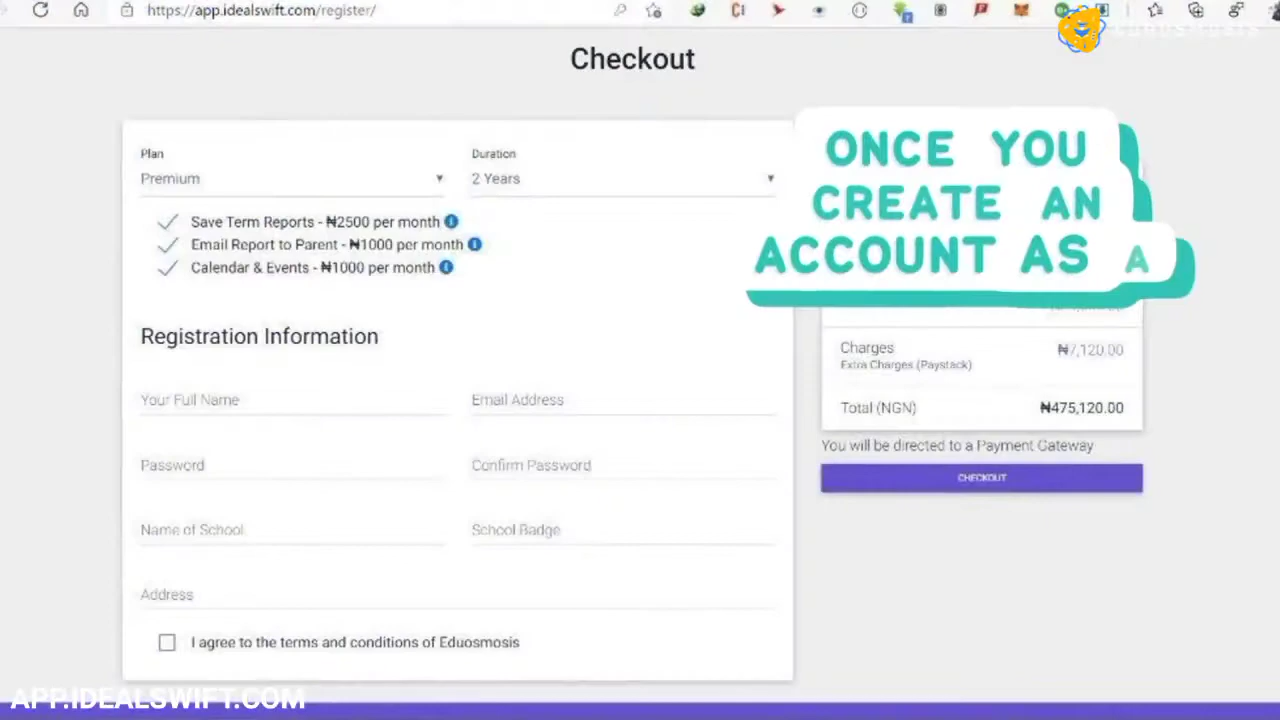 https://app.idealswift.com/register/
Checkout
Plan
Duration
Premium
2 Years
Save Term Reports - ₦2500 per month
Email Report to Parent - ₦1000 per month
Calendar & Events - ₦1000 per month
ONCE YOU
CREATE AN
ACCOUNT AS A
Registration Information
Your Full Name
Email Address
Password
Confirm Password
Name of School
School Badge
Address
I agree to the terms and conditions of Eduosmosis
Charges
₦7,120.00
Extra Charges (Paystack)
Total (NGN)
₦475,120.00
You will be directed to a Payment Gateway
CHECKOUT
APP.IDEALSWIFT.COM